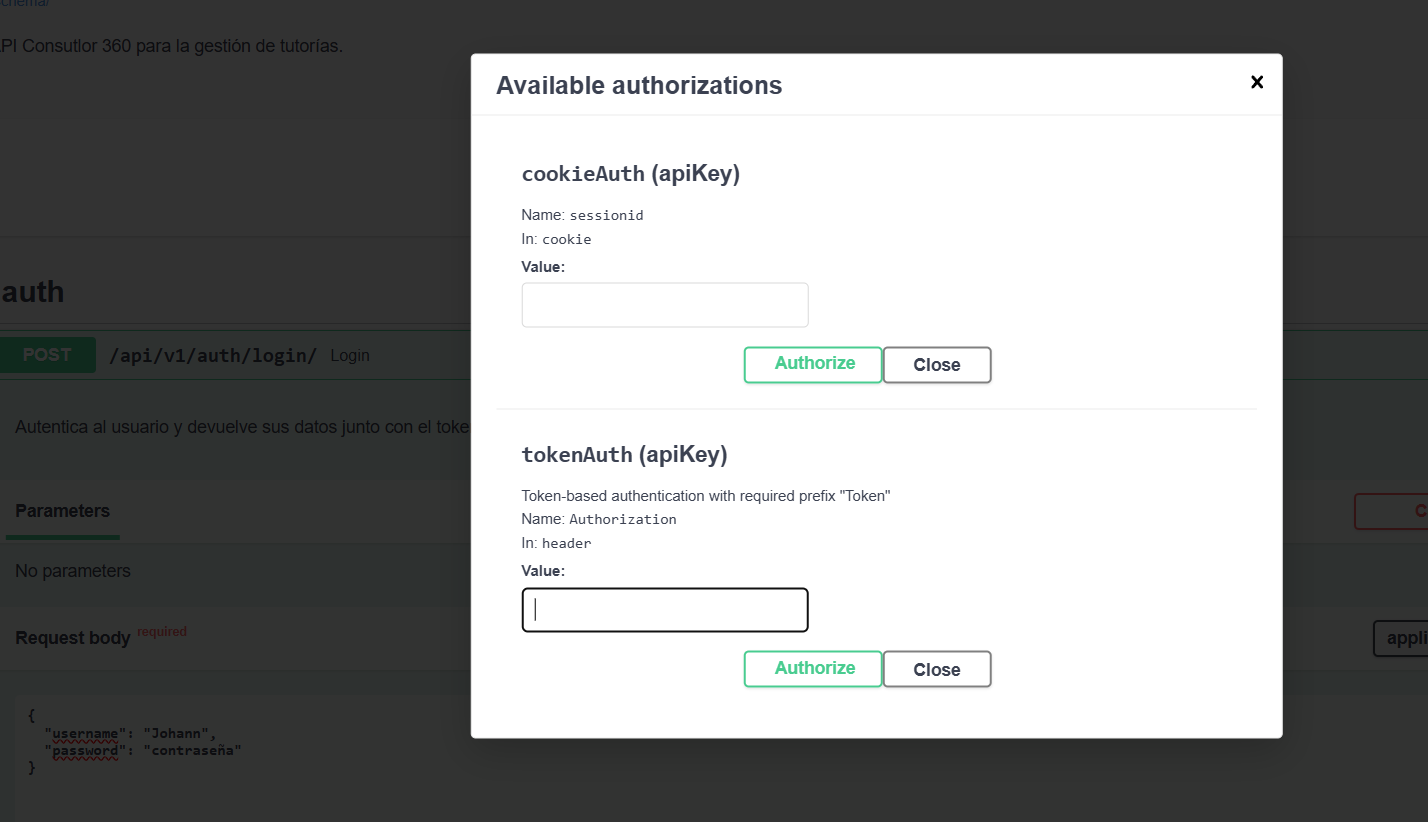 chema/
PI Consutlor 360 para la gestión de tutorías.
Available authorizations
x
cookieAuth (apiKey)
Name: sessionid
In: cookie
Value:
Authorize Close
tokenAuth (apiKey)
Token-based authentication with required prefix "Token"
Name: Authorization
In: header
Value:
Authorize Close
auth
POST /api/v1/auth/login/ Login
Autentica al usuario y devuelve sus datos junto con el toke
Parameters
C
No parameters
Request body required
appli
{
"username": "Johann",
"password": "contraseña"
}